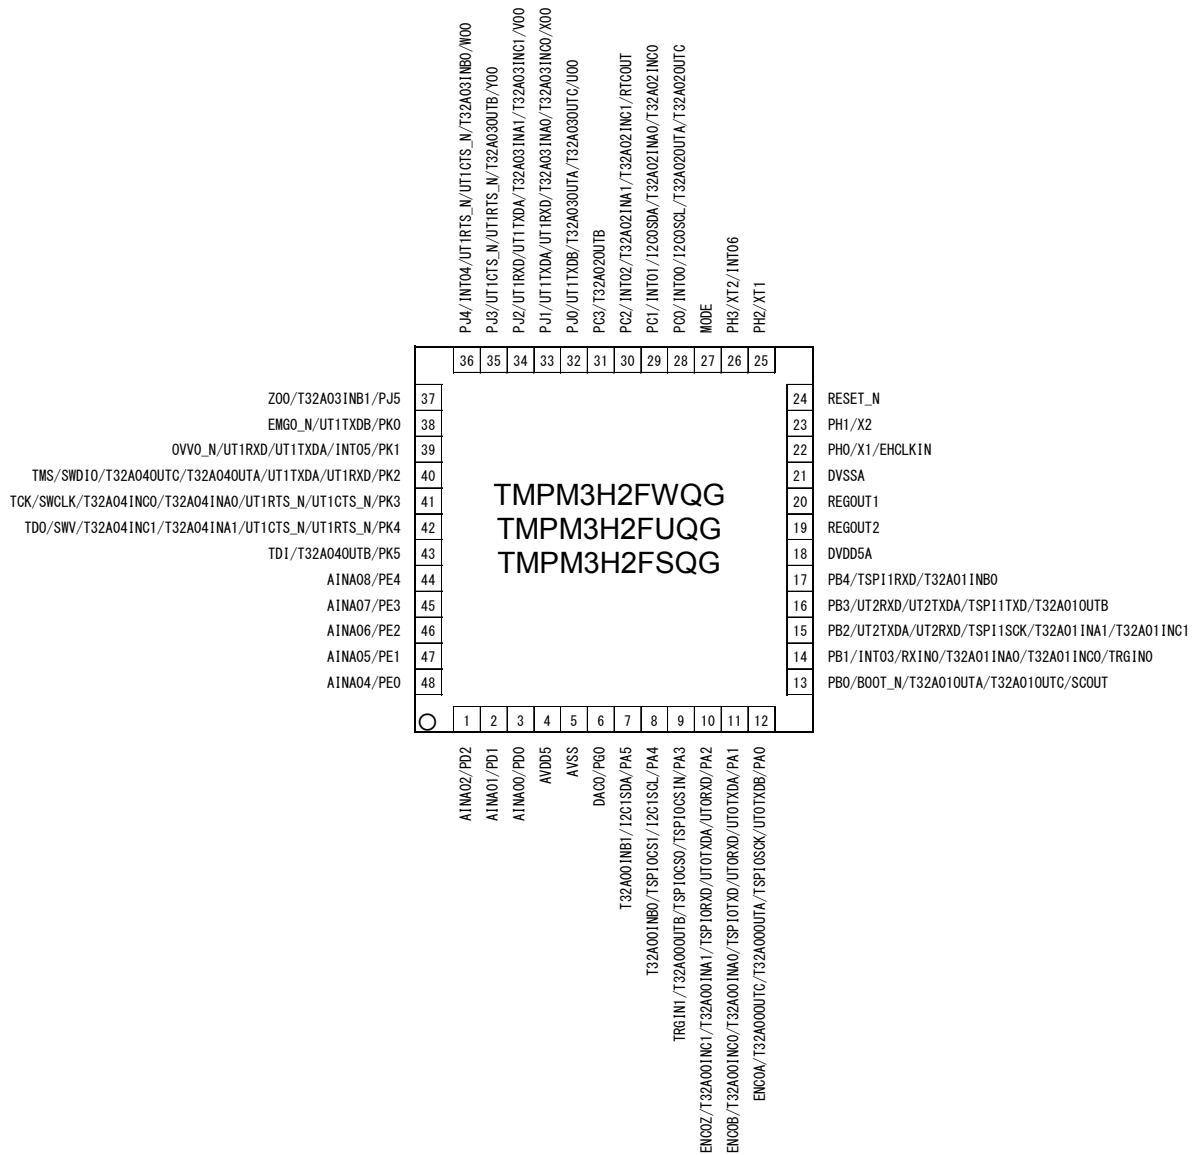 PJ4/INT04/UT1RTS_N/UT1CTS_N/T32A03INB0/WO0
PJ3/UT1CTS_N/UT1RTS_N/T32A03OUTB/YO0
PJ2/UT1RXD/UT1TXDA/T32A03INA1/T32A03INC1/VO0
PJ1/UT1TXDA/UT1RXD/T32A03INA0/T32A03INC0/XO0
PJ0/UT1TXDB/T32A03OUTA/T32A03OUTC/UO0
PC3/T32A02OUTB
PC2/INT02/T32A02INA1/T32A02INC1/RTCOUT
PC1/INT01/I2C0SDA/T32A02INA0/T32A02INC0
PC0/INT00/I2C0SCL/T32A02OUTA/T32A02OUTC
MODE
PH3/XT2/INT06
PH2/XT1
36 35 34 33 32 31 30 29 28 27 26 25
ZO0/T32A03INB1/PJ5 37
EMG0_N/UT1TXDB/PK0 38
OVV0_N/UT1RXD/UT1TXDA/INT05/PK1 39
TMS/SWDIO/T32A04OUTC/T32A04OUTA/UT1TXDA/UT1RXD/PK2 40
TCK/SWCLK/T32A04INC0/T32A04INA0/UT1RTS_N/UT1CTS_N/PK3 41
TDO/SWV/T32A04INC1/T32A04INA1/UT1CTS_N/UT1RTS_N/PK4 42
TDI/T32A04OUTB/PK5 43
AINA08/PE4 44
AINA07/PE3 45
AINA06/PE2 46
AINA05/PE1 47
AINA04/PE0 48
TMPM3H2FWQG
TMPM3H2FUQG
TMPM3H2FSQG
24 RESET_N
23 PH1/X2
22 PH0/X1/EHCLKIN
21 DVSSA
20 REGOUT1
19 REGOUT2
18 DVDD5A
17 PB4/TSPI1RXD/T32A01INB0
16 PB3/UT2RXD/UT2TXDA/TSPI1TXD/T32A01OUTB
15 PB2/UT2TXDA/UT2RXD/TSPI1SCK/T32A01INA1/T32A01INC1
14 PB1/INT03/RXIN0/T32A01INA0/T32A01INC0/TRGIN0
13 PB0/BOOT_N/T32A01OUTA/T32A01OUTC/SCOUT
1 2 3 4 5 6 7 8 9 10 11 12
AINA02/PD2
AINA01/PD1
AINA00/PD0
AVDD5
AVSS
DAC0/PG0
T32A00INB1/I2C1SDA/PA5
T32A00INB0/TSPI0CS1/I2C1SCL/PA4
TRGIN1/T32A00OUTB/TSPI0CS0/TSPI0CSIN/PA3
ENC0Z/T32A00INC1/T32A00INA1/TSPI0RXD/UT0TXDA/UT0RXD/PA2
ENC0B/T32A00INC0/T32A00INA0/TSPI0TXD/UT0RXD/UT0TXDA/PA1
ENC0A/T32A00OUTC/T32A00OUTA/TSPI0SCK/UT0TXDB/PA0